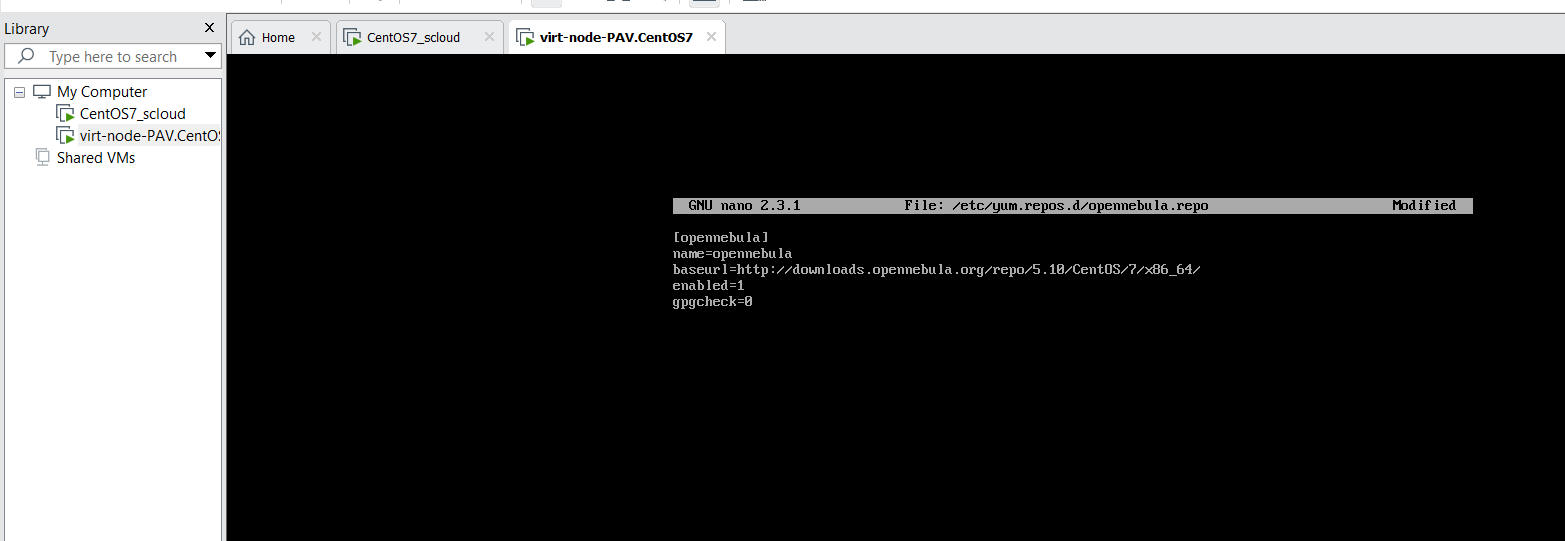 Library
Type here to search
My Computer
CentOS7_scloud
virt-node-PAV.CentOS
Shared VMs
Home
CentOS7_scloud
virt-node-PAV.CentOS7
GNU nano 2.3.1 File: /etc/yum.repos.d/opennebula.repo Modified
[opennebula]
name=opennebula
baseurl=http://downloads.opennebula.org/repo/5.10/CentOS/7/x86_64/
enabled=1
gpgcheck=0